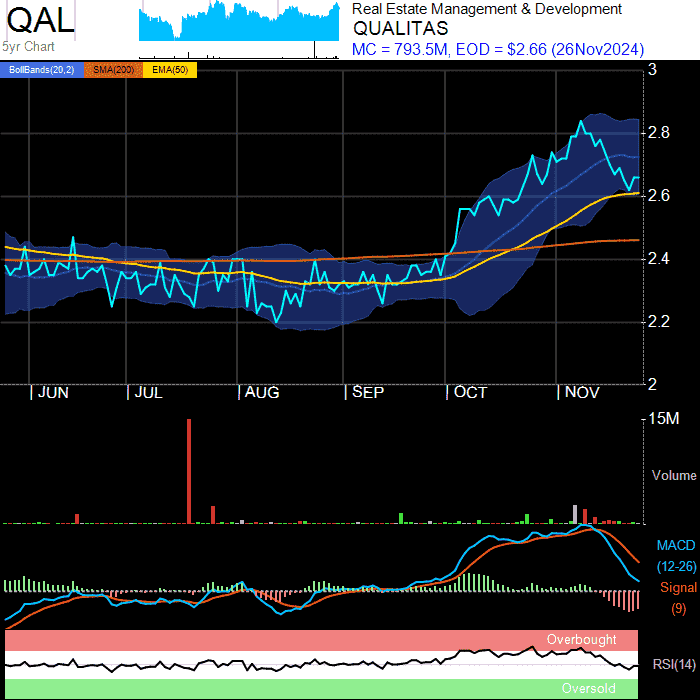 QAL
5yr Chart
Real Estate Management & Development
QUALITAS
MC = 793.5M, EOD = $2.66 (26Nov2024)
BollBands(20,2) SMA(200) EMA(50)
3
2.8
2.6
2.4
2.2
2
JUN JUL AUG SEP OCT NOV
15M
Volume
MACD
(12-26)
Signal
(9)
Overbought
RSI(14)
Oversold